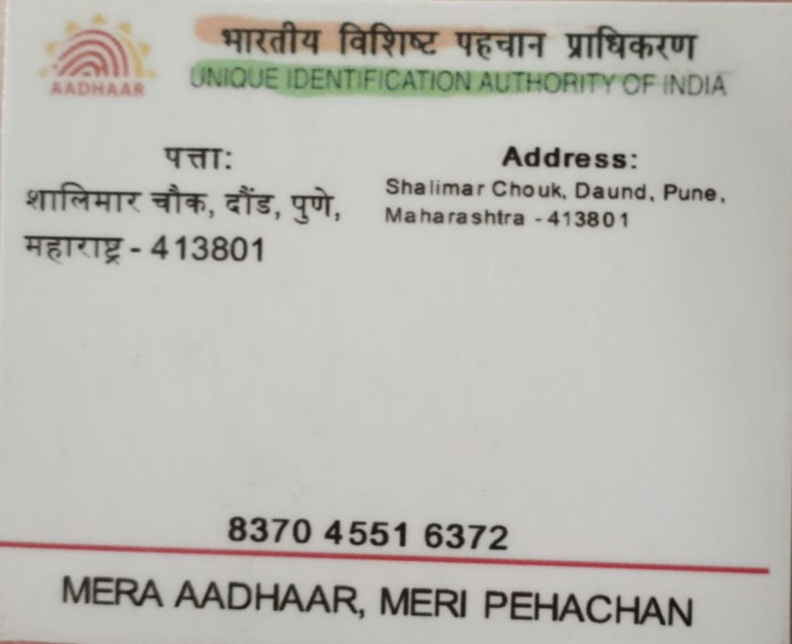 भारतीय विशिष्ट पहचान प्राधिकरण
UNIQUE IDENTIFICATION AUTHORITY OF INDIA
AADHAAR
पत्ता:
शालिमार चौक, दौंड, पुणे,
महाराष्ट्र - 413801
Address:
Shalimar Chouk, Daund, Pune,
Maharashtra - 413801
8370 4551 6372
MERA AADHAAR, MERI PEHACHAN